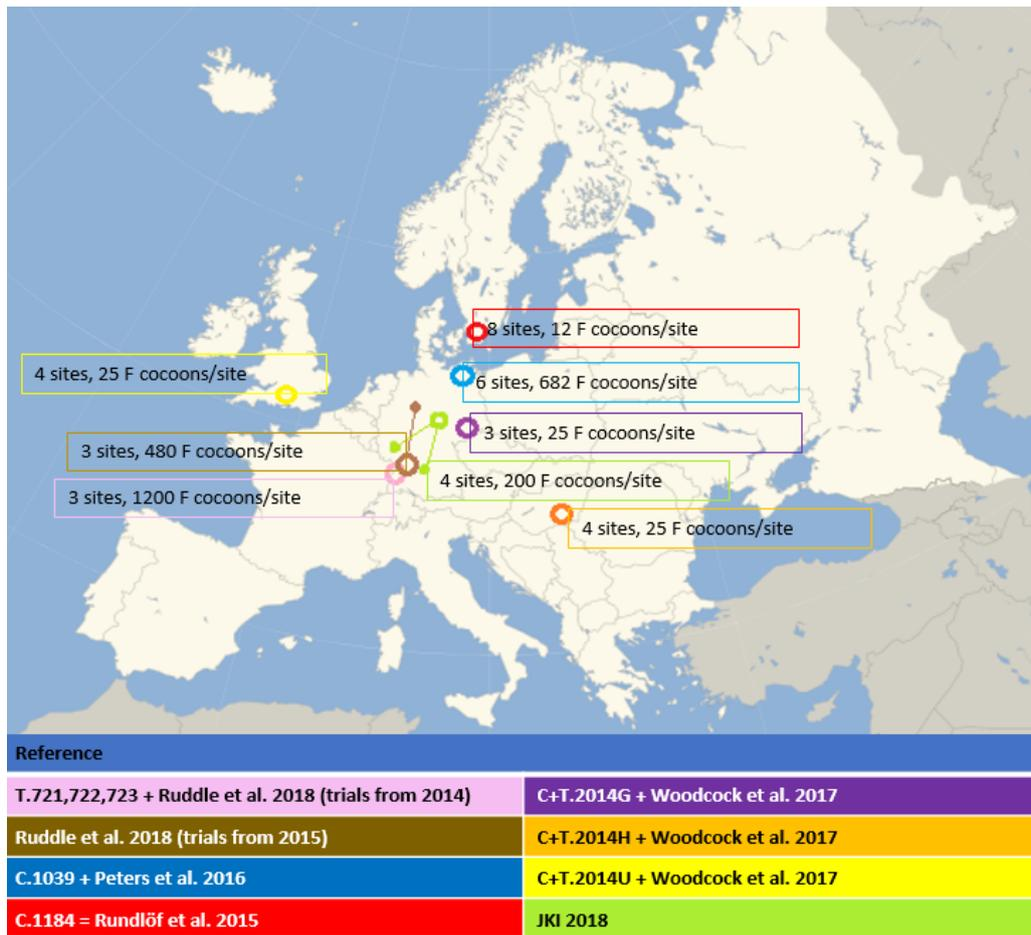 8 sites, 12 F cocoons/site
4 sites, 25 F cocoons/site
6 sites, 682 F cocoons/site
3 sites, 25 F cocoons/site
3 sites, 480 F cocoons/site
4 sites, 200 F cocoons/site
3 sites, 1200 F cocoons/site
4 sites, 25 F cocoons/site
Reference
T.721,722,723 + Ruddle et al. 2018 (trials from 2014)
C+T.2014G + Woodcock et al. 2017
Ruddle et al. 2018 (trials from 2015)
C+T.2014H + Woodcock et al. 2017
C.1039 + Peters et al. 2016
C+T.2014U + Woodcock et al. 2017
C.1184 = Rundlöf et al. 2015
JKI 2018